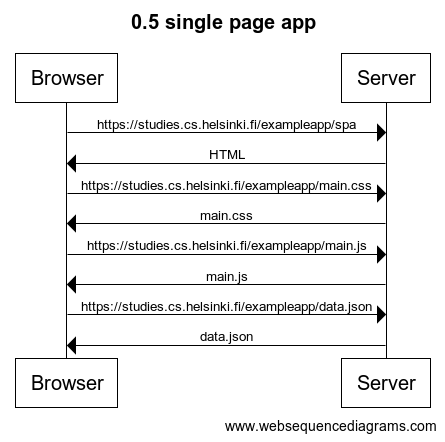 0.5 single page app
Browser
Server
https://studies.cs.helsinki.fi/exampleapp/spa
HTML
https://studies.cs.helsinki.fi/exampleapp/main.css
main.css
https://studies.cs.helsinki.fi/exampleapp/main.js
main.js
https://studies.cs.helsinki.fi/exampleapp/data.json
data.json
Browser
Server
www.websequencediagrams.com